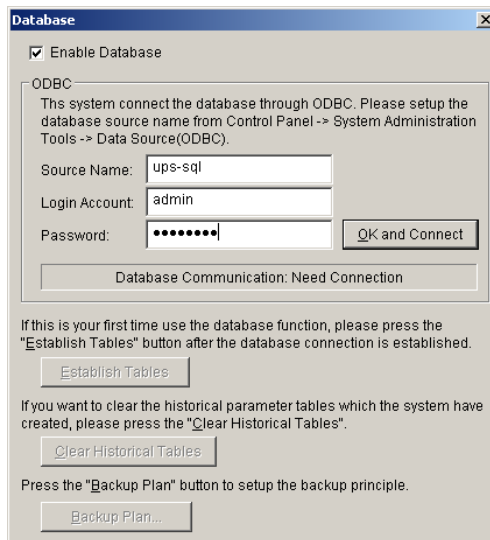 Database
Enable Database
ODBC
Ths system connect the database through ODBC. Please setup the
database source name from Control Panel -> System Administration
Tools -> Data Source(ODBC).
Source Name: ups-sql
Login Account: admin
Password: ●●●●●●●●
OK and Connect
Database Communication: Need Connection
If this is your first time use the database function, please press the
"Establish Tables" button after the database connection is established.
Establish Tables
If you want to clear the historical parameter tables which the system have
created, please press the "Clear Historical Tables".
Clear Historical Tables
Press the "Backup Plan" button to setup the backup principle.
Backup Plan...